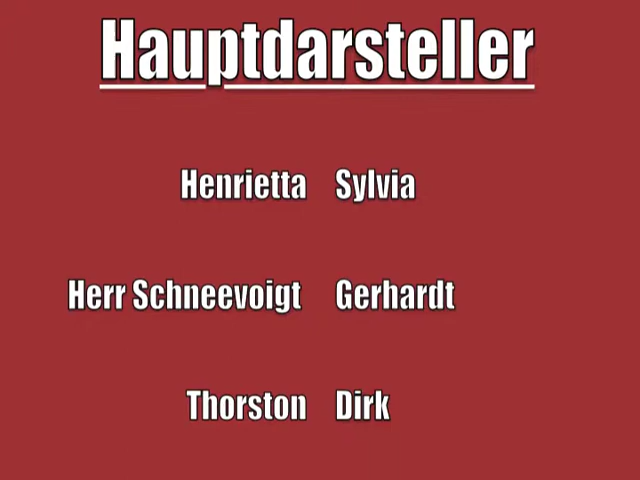 Hauptdarsteller
Henrietta Sylvia
Herr Schneevoigt Gerhardt
Thorston Dirk